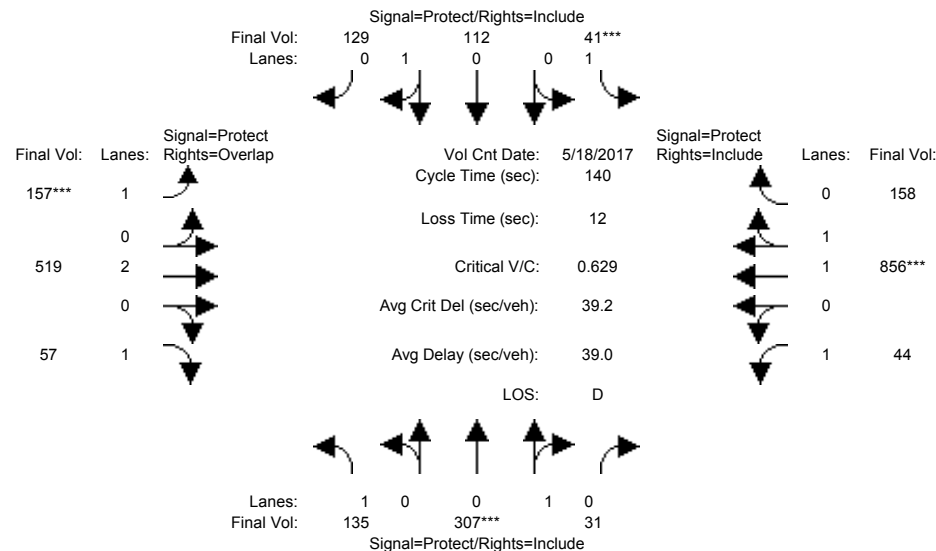 Signal=Protect/Rights=Include
Final Vol: 129 112 41***
Lanes: 0 1 0 0 1
Signal=Protect Signal=Protect
Final Vol: Lanes: Rights=Overlap Vol Cnt Date: 5/18/2017 Rights=Include Lanes: Final Vol:
Cycle Time (sec): 140
157*** 1 0 158
Loss Time (sec): 12
0 1
519 2 Critical V/C: 0.629 1 856***
0 Avg Crit Del (sec/veh): 39.2 0
57 1 Avg Delay (sec/veh): 39.0 1 44
LOS: D
Lanes: 1 0 0 1 0
Final Vol: 135 307*** 31
Signal=Protect/Rights=Include